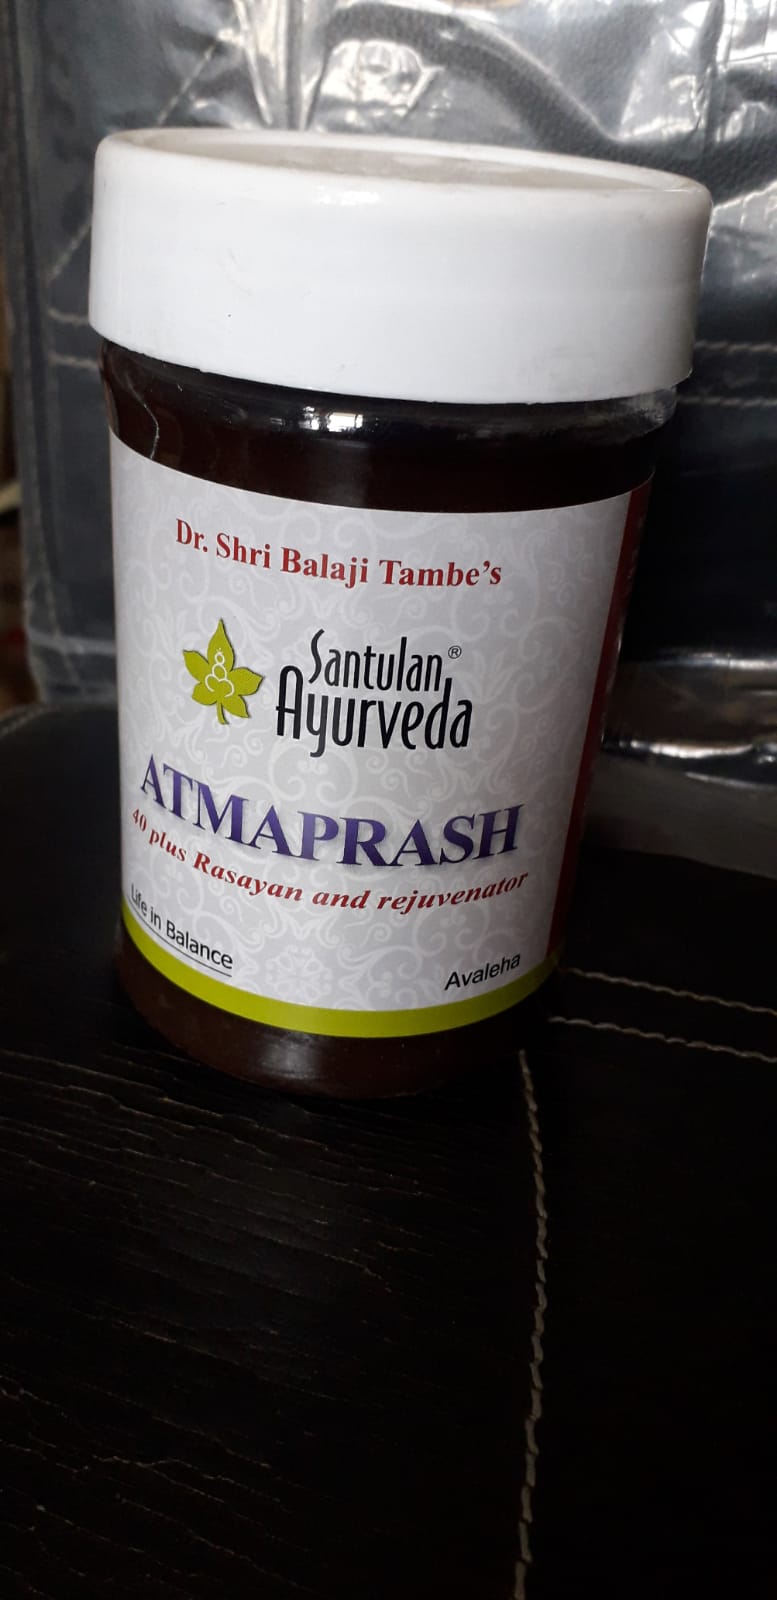 Dr. Shri Balaji Tambe's
Santulan®
Ayurveda
ATMAPRASH
40 plus Rasayan and rejuvenator
Life in Balance
Avaleha